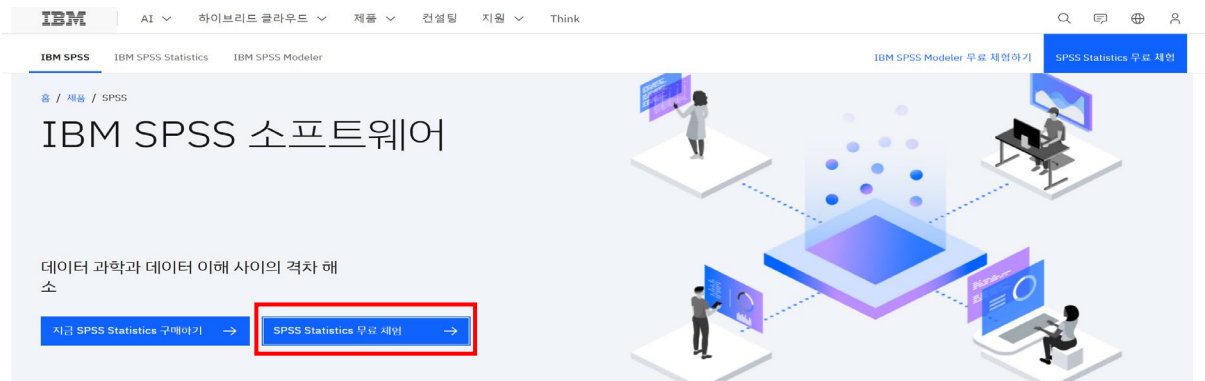 IBM
AI 하이브리드 클라우드 제품 컨설팅 지원 Think
IBM SPSS IBM SPSS Statistics IBM SPSS Modeler
IBM SPSS Modeler 무료 체험하기 SPSS Statistics 무료 체험
홈 / 제품 / SPSS
IBM SPSS 소프트웨어
데이터 과학과 데이터 이해 사이의 격차 해
소
지금 SPSS Statistics 구매하기 → SPSS Statistics 무료 체험 →